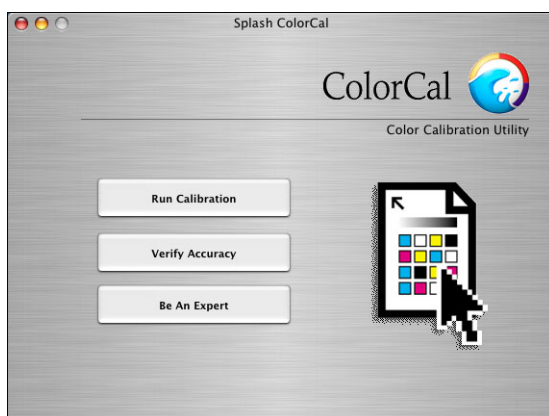 Splash ColorCal
ColorCal
Color Calibration Utility
Run Calibration
Verify Accuracy
Be An Expert